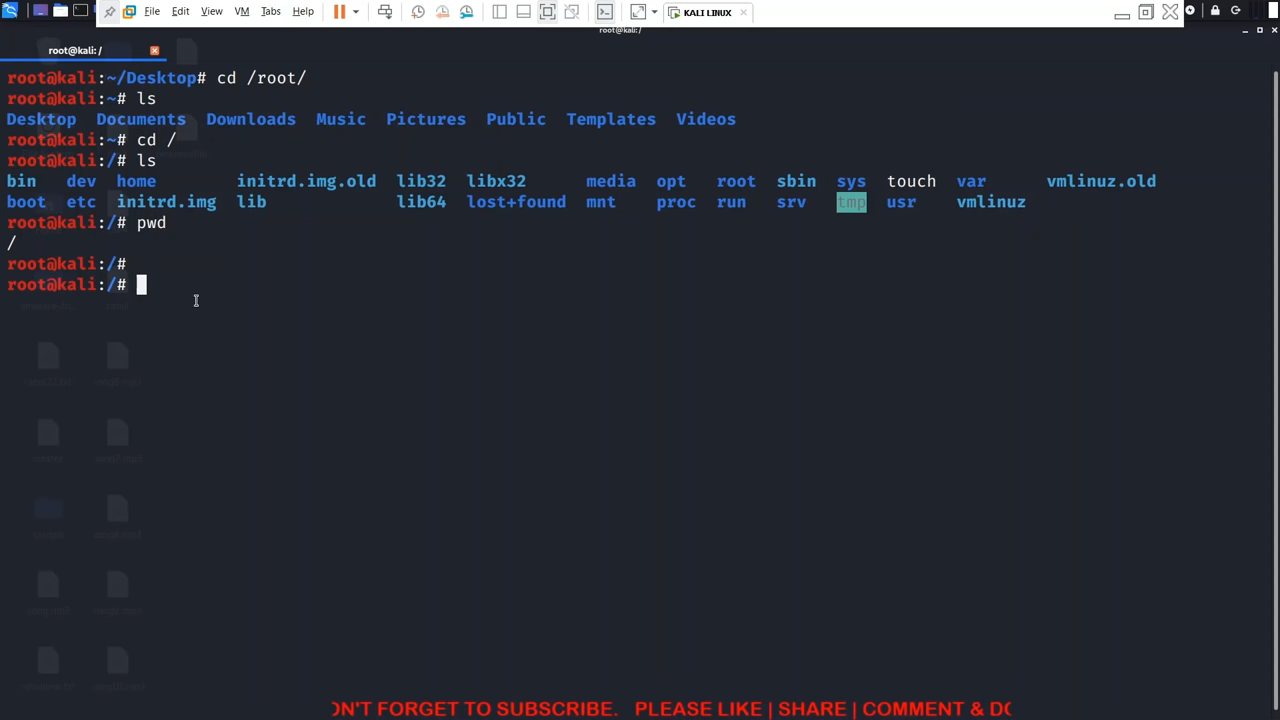 File Edit View VM Tabs Help KALI LINUX
root@kali:/
root@kali: /
root@kali:~/Desktop# cd /root/
root@kali:~# ls
Desktop Documents Downloads Music Pictures Public Templates Videos
root@kali:~# cd /
root@kali:/# ls
bin dev home initrd.img.old lib32 libx32 media opt root sbin sys touch var vmlinuz.old
boot etc initrd.img lib lib64 lost+found mnt proc run srv tmp usr vmlinuz
root@kali:/# pwd
/
root@kali:/#
root@kali:/#
ON'T FORGET TO SUBSCRIBE. PLEASE LIKE | SHARE | COMMENT & DO